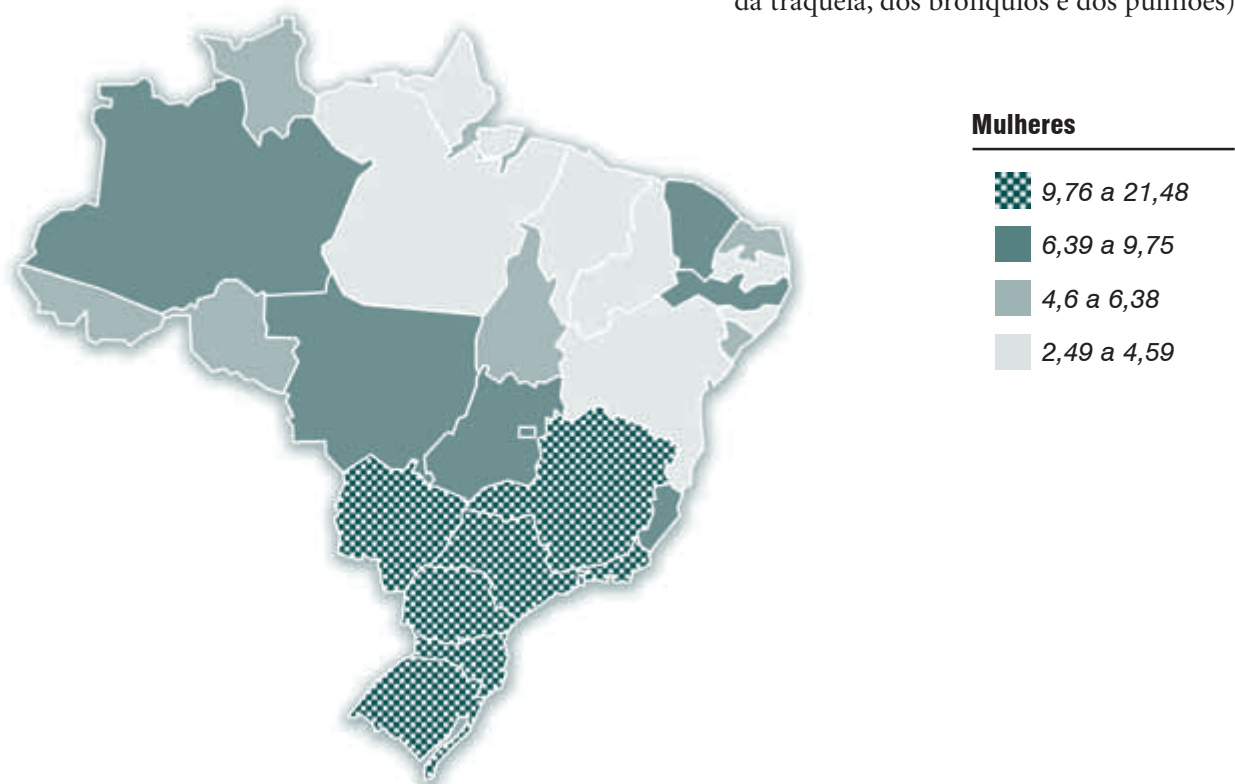 da traqueia, dos brônquios e dos pulmões)
Mulheres
9,76 a 21,48
6,39 a 9,75
4,6 a 6,38
2,49 a 4,59